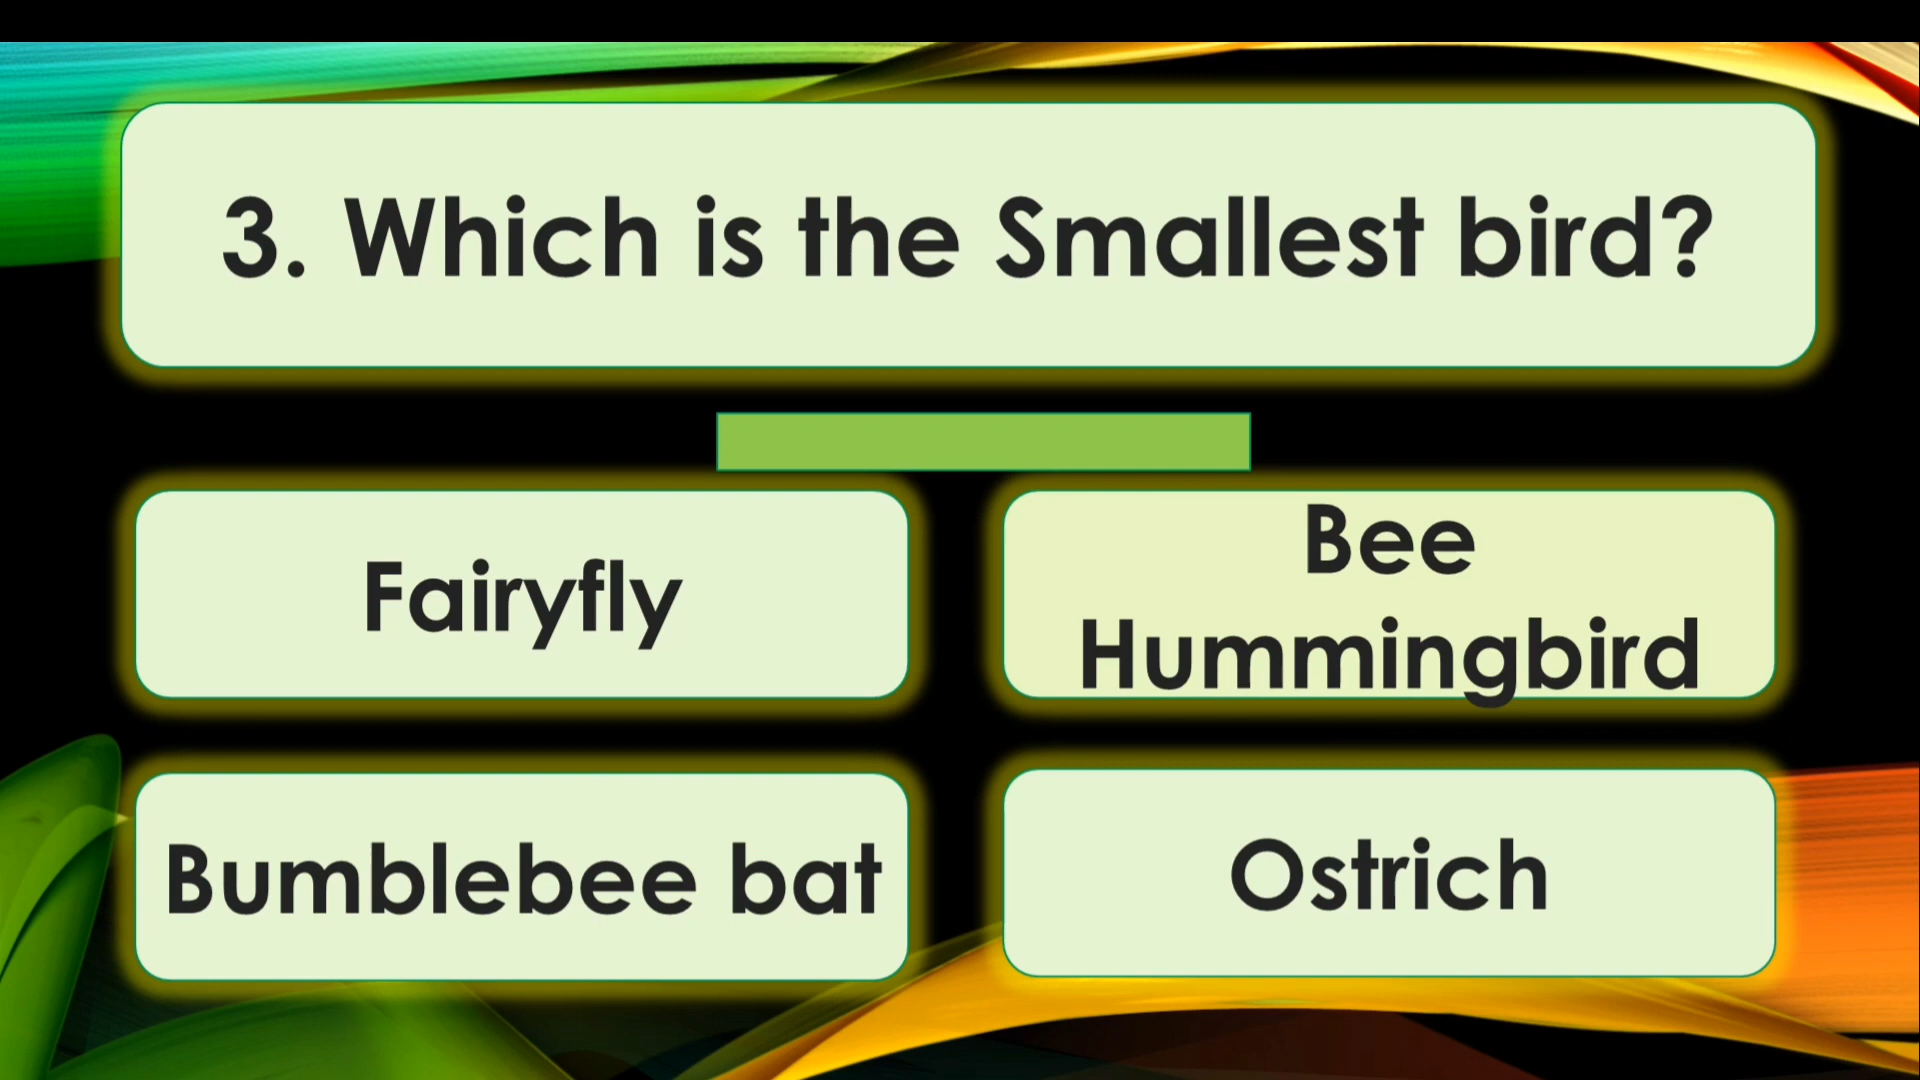 3. Which is the Smallest bird?
Fairyfly
Bee
Hummingbird
Bumblebee bat
Ostrich